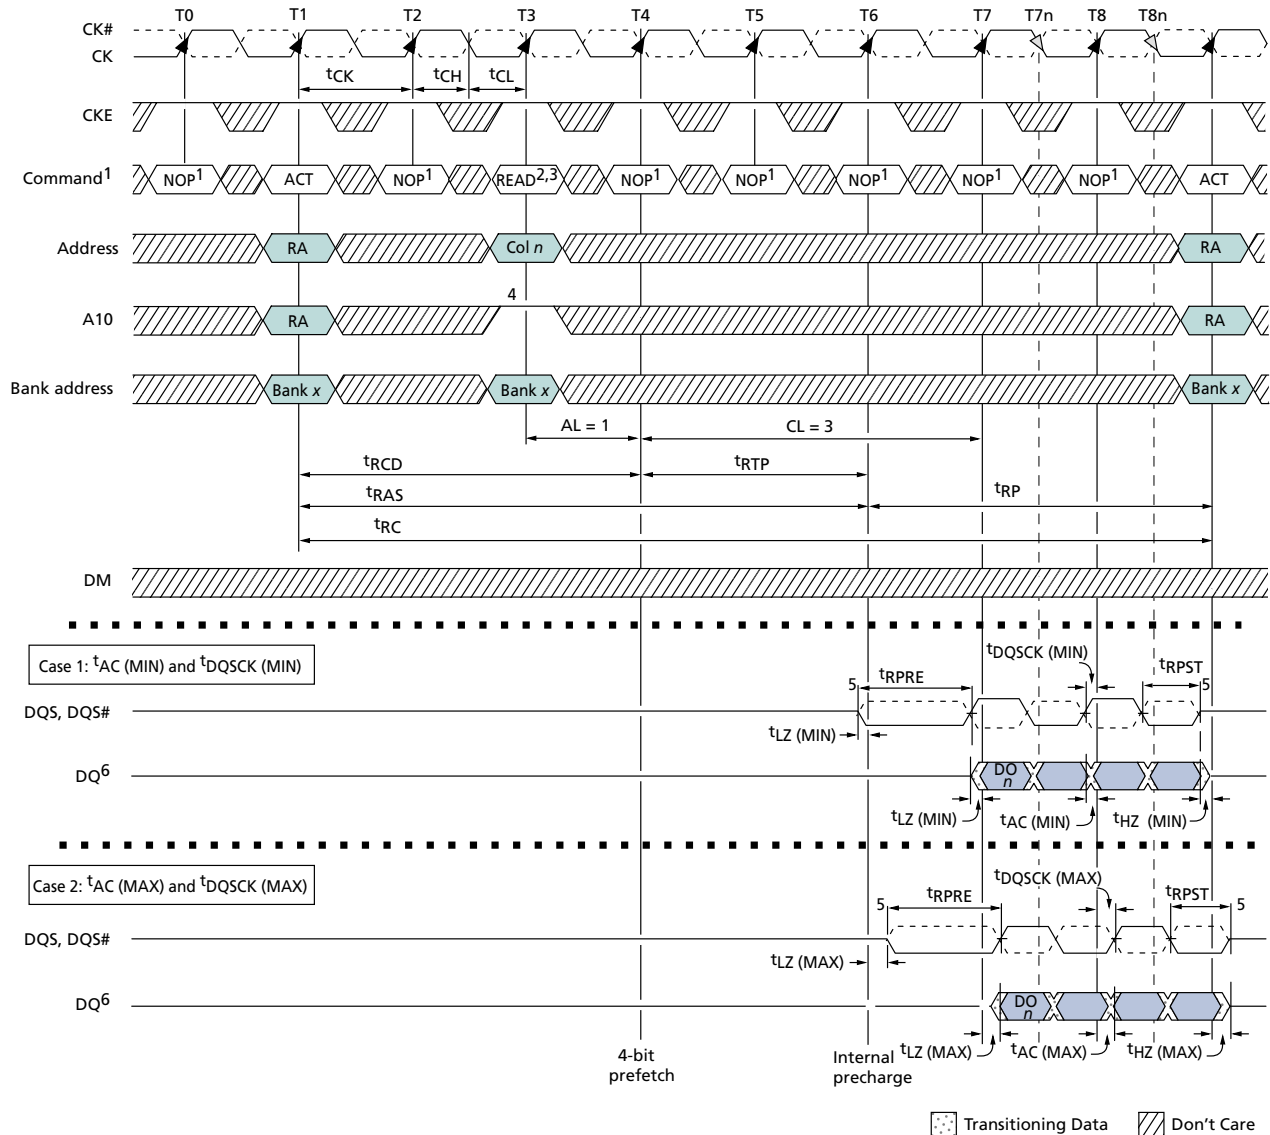 T0 T1 T2 T3 T4 T5 T6 T7 T7n T8 T8n
CK#
CK
tCK tCH tCL
CKE
Command1 NOP1 ACT NOP1 READ2,3 NOP1 NOP1 NOP1 NOP1 NOP1 ACT
Address RA Col n RA
4
A10 RA RA
Bank address Bank x Bank x Bank x
AL = 1 CL = 3
tRCD tRTP
tRAS tRP
tRC
DM
Case 1: tAC (MIN) and tDQSCK (MIN)
tDQSCK (MIN)
5 tRPRE tRPST 5
DQS, DQS#
tLZ (MIN)
DQ6 DO n
tLZ (MIN) tAC (MIN) tHZ (MIN)
Case 2: tAC (MAX) and tDQSCK (MAX)
tDQSCK (MAX)
5 tRPRE tRPST 5
DQS, DQS#
tLZ (MAX)
DQ6 DO n
tLZ (MAX) tAC (MAX) tHZ (MAX)
4-bit
prefetch
Internal
precharge
Transitioning Data Don't Care